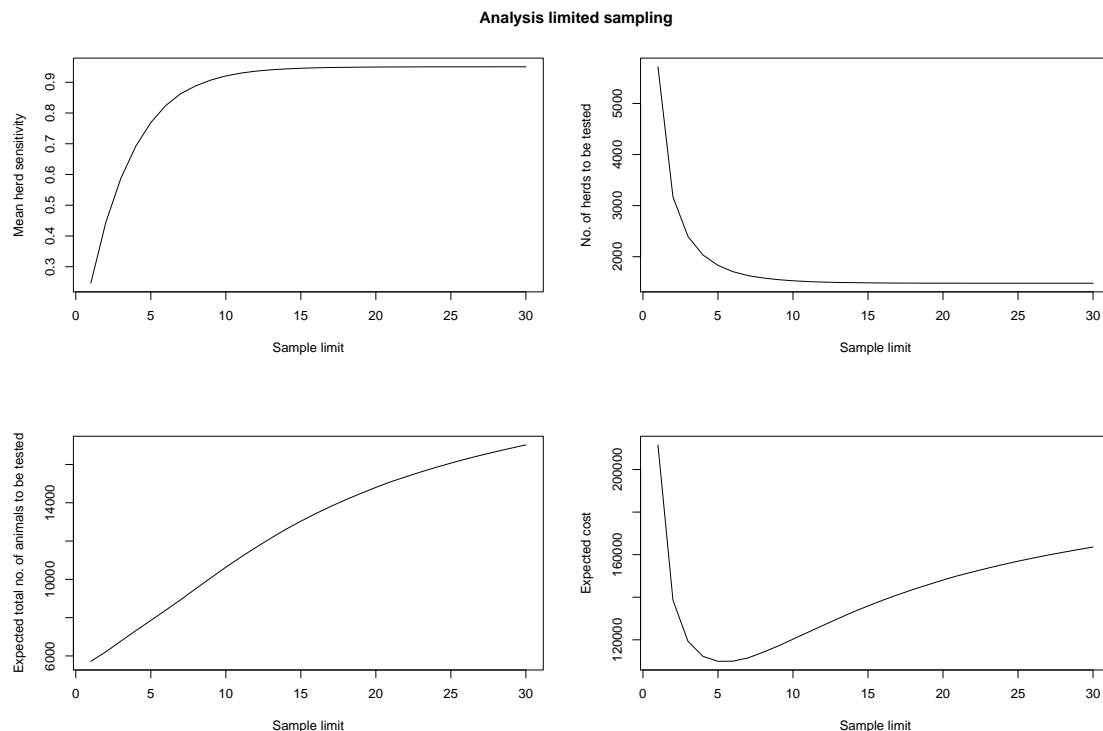 Analysis limited sampling
Mean herd sensitivity
0.3 0.4 0.5 0.6 0.7 0.8 0.9
0 5 10 15 20 25 30
Sample limit
No. of herds to be tested
2000 3000 4000 5000
0 5 10 15 20 25 30
Sample limit
Expected total no. of animals to be tested
6000 10000 14000
0 5 10 15 20 25 30
Sample limit
Expected cost
120000 160000 200000
0 5 10 15 20 25 30
Sample limit